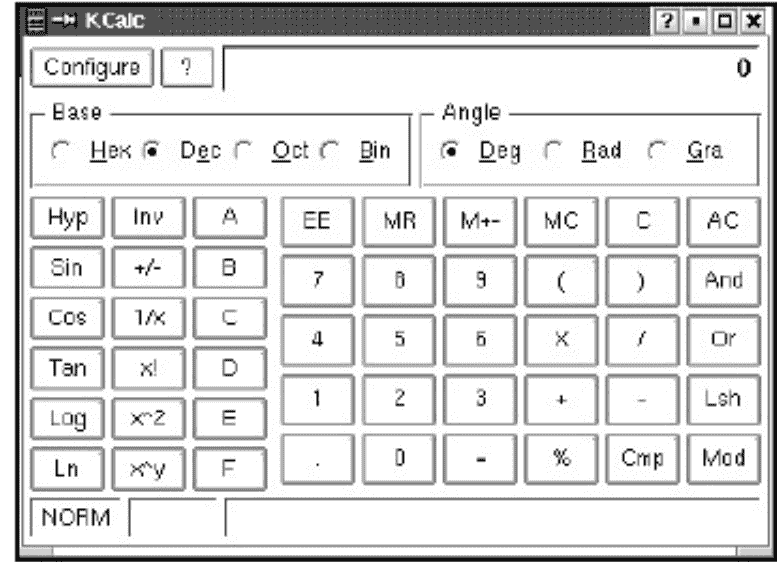 KCalc ?
Configure ? 0
Base Angle
Hex Dec Oct Bin Deg Rad Gra
Hyp Inv A EE MR M+- MC C AC
Sin +/- B 7 8 9 ( ) And
Cos 1/x C 4 5 6 X / Or
Tan x! D 1 2 3 + - Lsh
Log x^2 E . 0 = % Cmp Mod
Ln x^y F
NORM